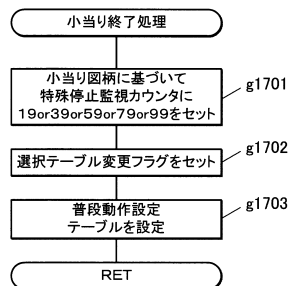 小当り終了処理
小当り図柄に基づいて
特殊停止監視カウンタに
19or39or59or79or99をセット
g1701
選択テーブル変更フラグをセット
g1702
普段動作設定
テーブルを設定
g1703
RET